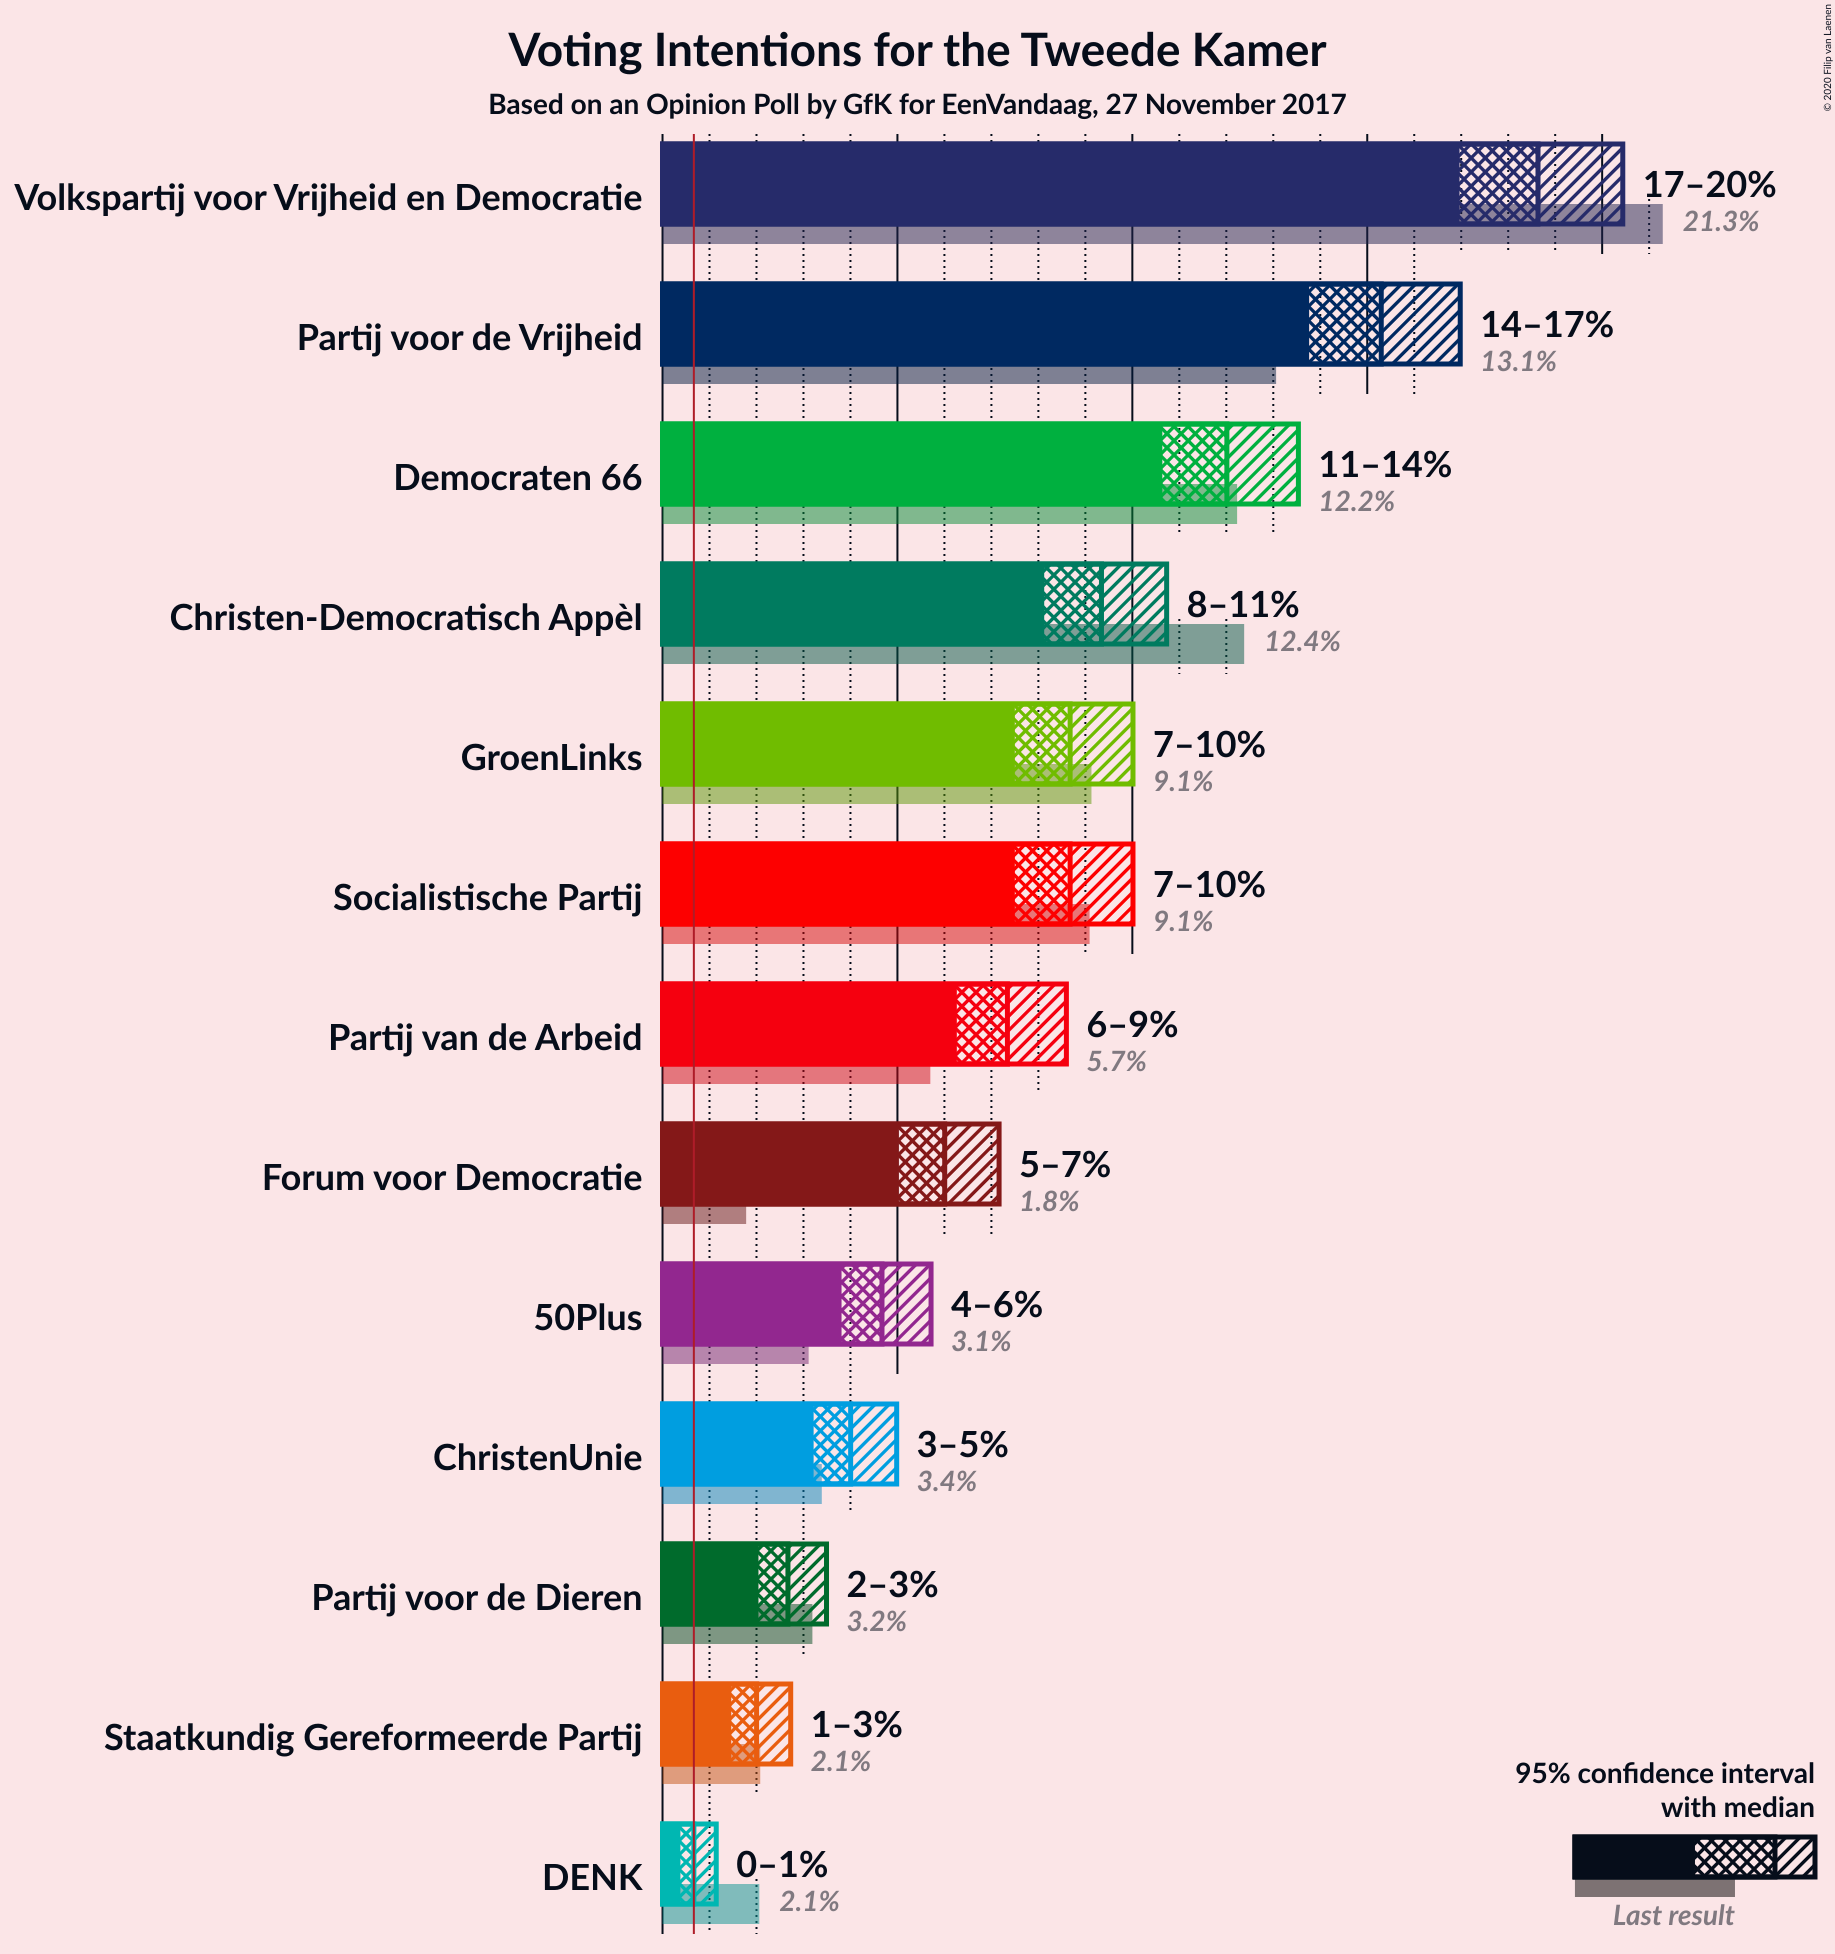 Voting Intentions for the Tweede Kamer
Based on an Opinion Poll by GfK for EenVandaag, 27 November 2017
© 2020 Filip van Laenen
Volkspartij voor Vrijheid en Democratie
17–20%
21.3%
Partij voor de Vrijheid
14–17%
13.1%
Democraten 66
11–14%
12.2%
Christen-Democratisch Appèl
8–11%
12.4%
GroenLinks
7–10%
9.1%
Socialistische Partij
7–10%
9.1%
Partij van de Arbeid
6–9%
5.7%
Forum voor Democratie
5–7%
1.8%
50Plus
4–6%
3.1%
ChristenUnie
3–5%
3.4%
Partij voor de Dieren
2–3%
3.2%
Staatkundig Gereformeerde Partij
1–3%
2.1%
DENK
0–1%
2.1%
95% confidence interval
with median
Last result